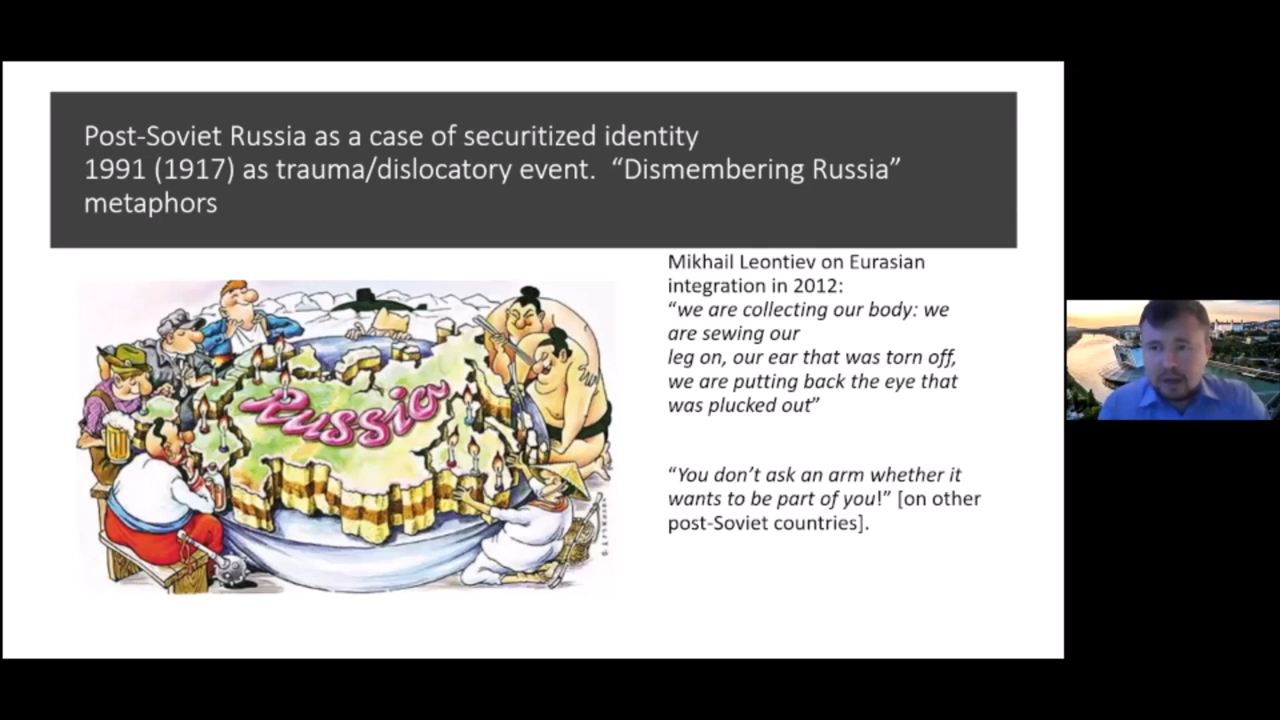 Post-Soviet Russia as a case of securitized identity
1991 (1917) as trauma/dislocatory event.  “Dismembering Russia”
metaphors
Mikhail Leontiev on Eurasian
integration in 2012:
“we are collecting our body: we
are sewing our
leg on, our ear that was torn off,
we are putting back the eye that
was plucked out”
“You don’t ask an arm whether it
wants to be part of you!” [on other
post-Soviet countries].
Russia